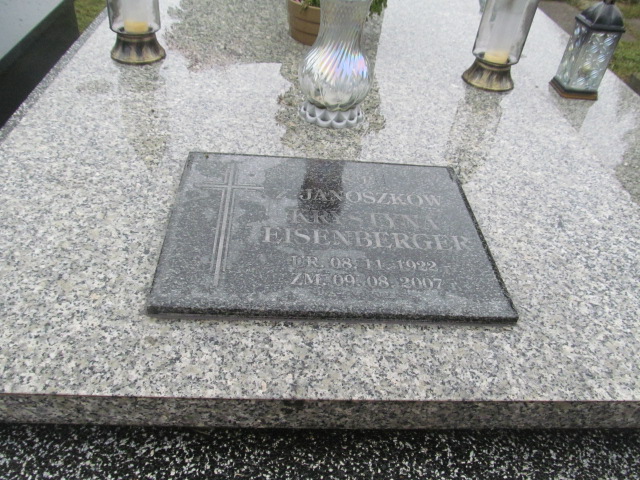 Z
JANOSZKÓW
KRYSTYNA
EISENBERGER
UR. 08. 11. 1922
ZM. 09. 08. 2007